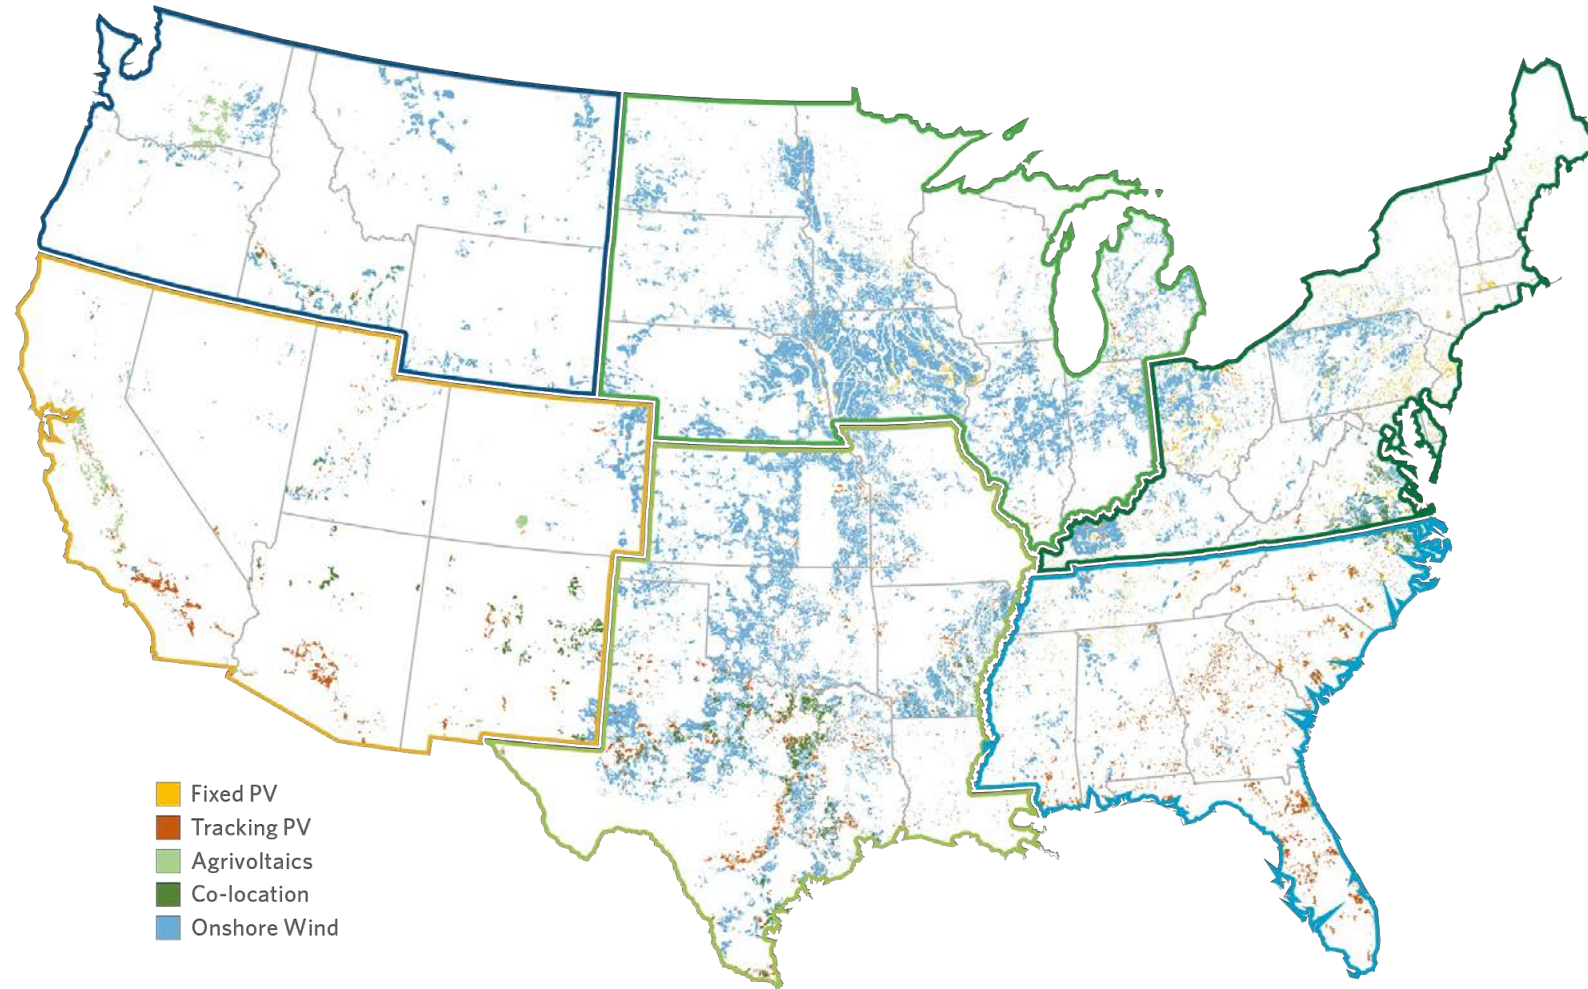 Fixed PV
Tracking PV
Agrivoltaics
Co-location
Onshore Wind